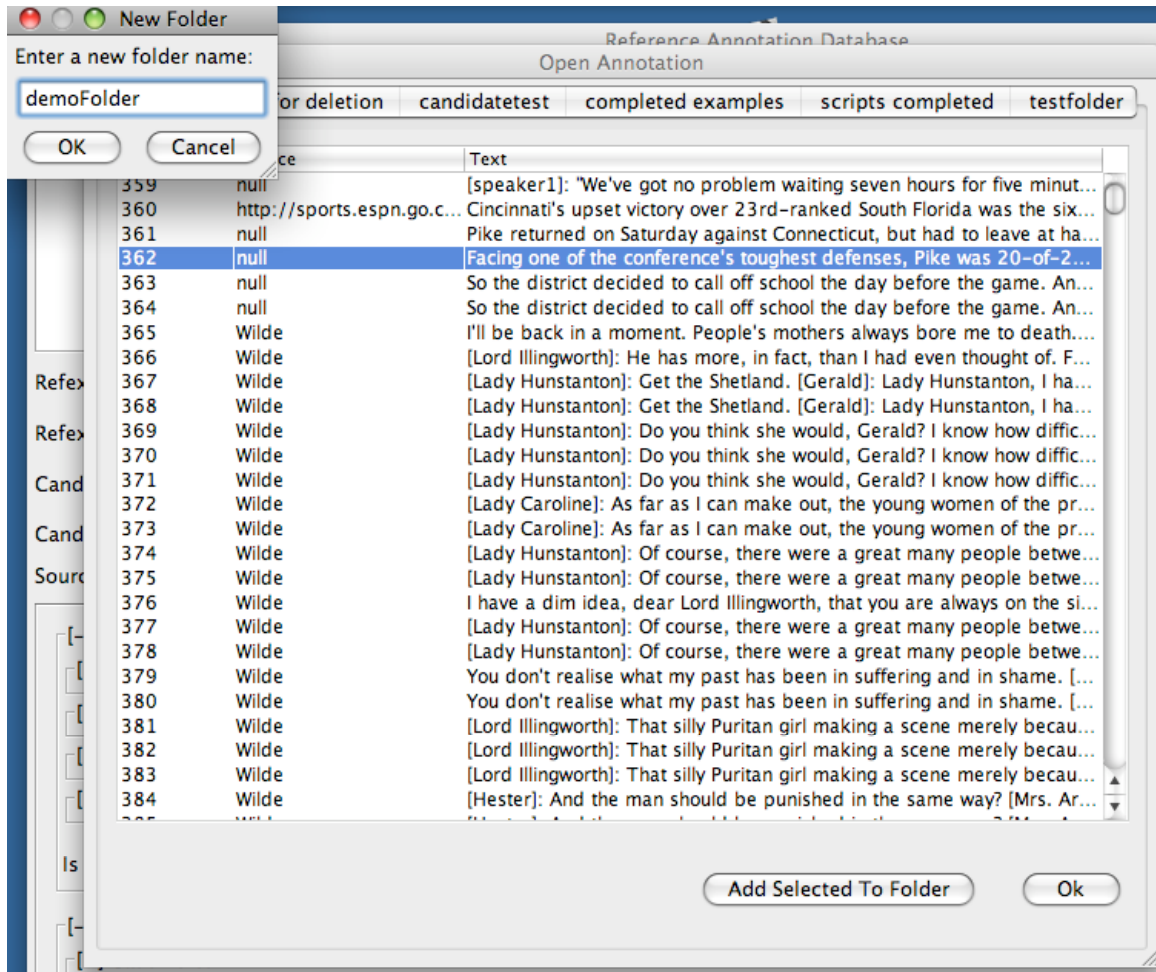 New Folder
Enter a new folder name:
demoFolder
OK Cancel
Reference Annotation Database
Open Annotation
or deletion candidatetest completed examples scripts completed testfolder
ce Text
359 null [speaker1]: "We've got no problem waiting seven hours for five minut...
360 http://sports.espn.go.c... Cincinnati's upset victory over 23rd-ranked South Florida was the six...
361 null Pike returned on Saturday against Connecticut, but had to leave at ha...
362 null Facing one of the conference's toughest defenses, Pike was 20-of-2...
363 null So the district decided to call off school the day before the game. An...
364 null So the district decided to call off school the day before the game. An...
365 Wilde I'll be back in a moment. People's mothers always bore me to death....
366 Wilde [Lord Illingworth]: He has more, in fact, than I had even thought of. F...
367 Wilde [Lady Hunstanton]: Get the Shetland. [Gerald]: Lady Hunstanton, I ha...
368 Wilde [Lady Hunstanton]: Get the Shetland. [Gerald]: Lady Hunstanton, I ha...
369 Wilde [Lady Hunstanton]: Do you think she would, Gerald? I know how diffic...
370 Wilde [Lady Hunstanton]: Do you think she would, Gerald? I know how diffic...
371 Wilde [Lady Hunstanton]: Do you think she would, Gerald? I know how diffic...
372 Wilde [Lady Caroline]: As far as I can make out, the young women of the pr...
373 Wilde [Lady Caroline]: As far as I can make out, the young women of the pr...
374 Wilde [Lady Hunstanton]: Of course, there were a great many people betwe...
375 Wilde [Lady Hunstanton]: Of course, there were a great many people betwe...
376 Wilde I have a dim idea, dear Lord Illingworth, that you are always on the si...
377 Wilde [Lady Hunstanton]: Of course, there were a great many people betwe...
378 Wilde [Lady Hunstanton]: Of course, there were a great many people betwe...
379 Wilde You don't realise what my past has been in suffering and in shame. [...
380 Wilde You don't realise what my past has been in suffering and in shame. [...
381 Wilde [Lord Illingworth]: That silly Puritan girl making a scene merely becau...
382 Wilde [Lord Illingworth]: That silly Puritan girl making a scene merely becau...
383 Wilde [Lord Illingworth]: That silly Puritan girl making a scene merely becau...
384 Wilde [Hester]: And the man should be punished in the same way? [Mrs. Ar...
Refex
Refex
Cand
Cand
Sourc
[-
[
[
[
[
Is
[-
[
Add Selected To Folder Ok